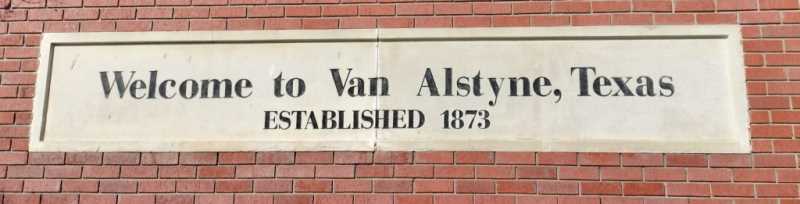 Welcome to Van Alstyne, Texas
ESTABLISHED 1873